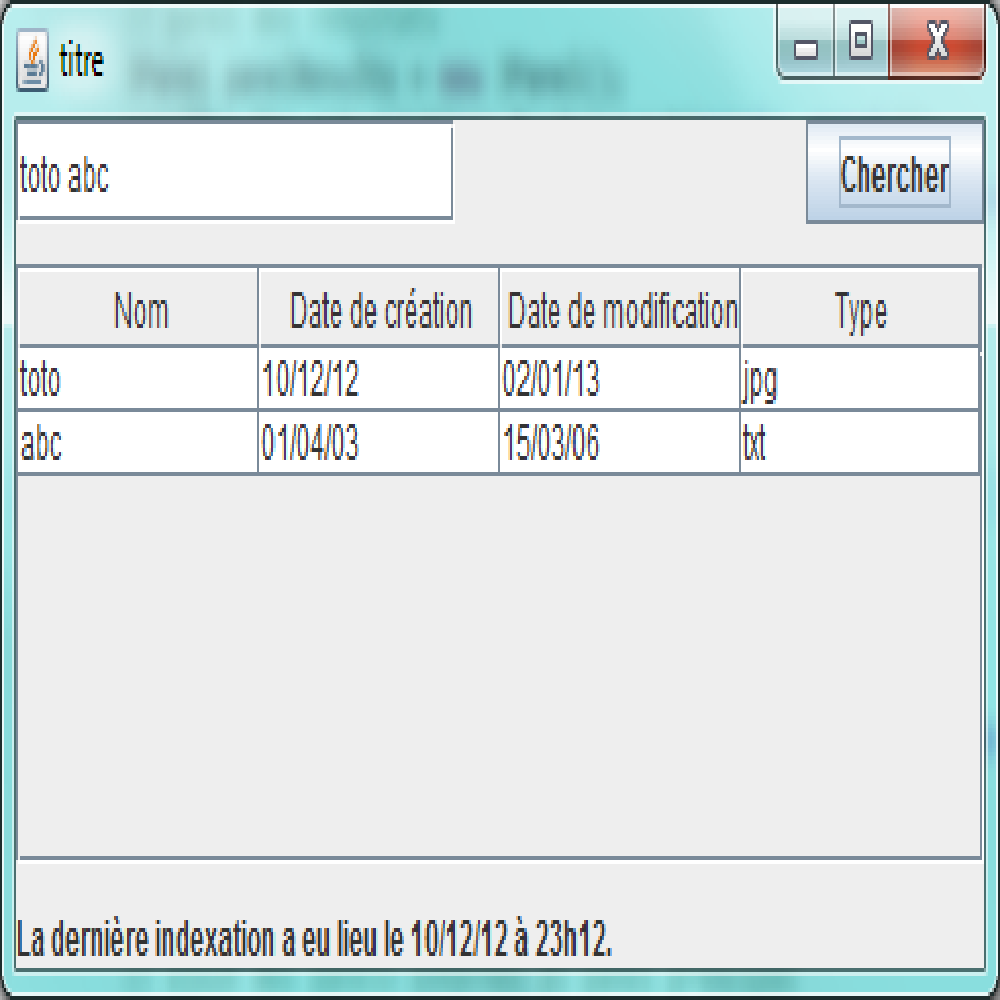 titre
toto abc
Chercher
Nom Date de création Date de modification Type
toto 10/12/12 02/01/13 jpg
abc 01/04/03 15/03/06 txt
La dernière indexation a eu lieu le 10/12/12 à 23h12.